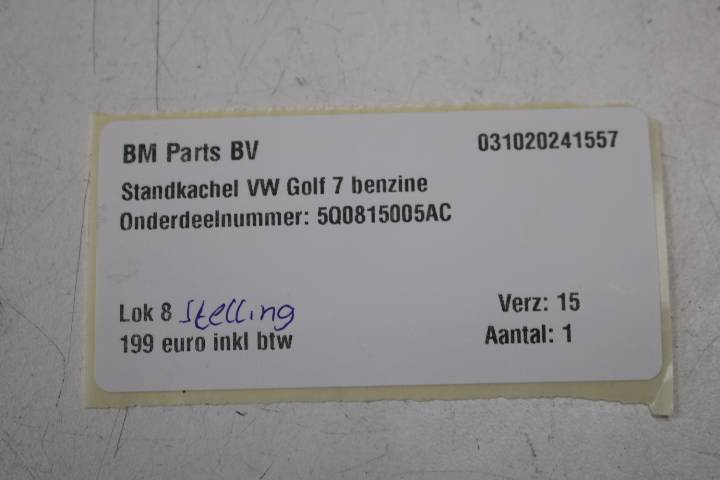 BM Parts BV 031020241557
Standkachel VW Golf 7 benzine
Onderdeelnummer: 5Q0815005AC
Lok 8 Stelling Verz: 15
199 euro inkl btw Aantal: 1